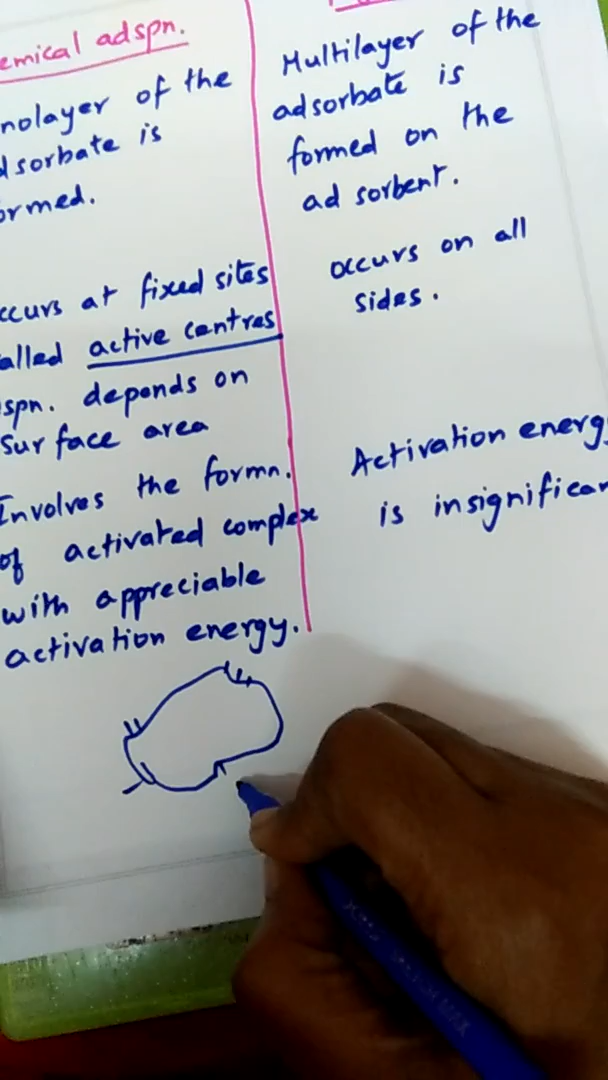 emical adspn.
nolayer of the
dsorbate is
ormed.
ccurs at fixed sites
alled active centres
spn. depends on
surface area
Involves the formn.
of activated complex
with appreciable
activation energy.
Multilayer of the
adsorbate is
formed on the
adsorbent.
occurs on all
sides.
Activation energy
is insignifican